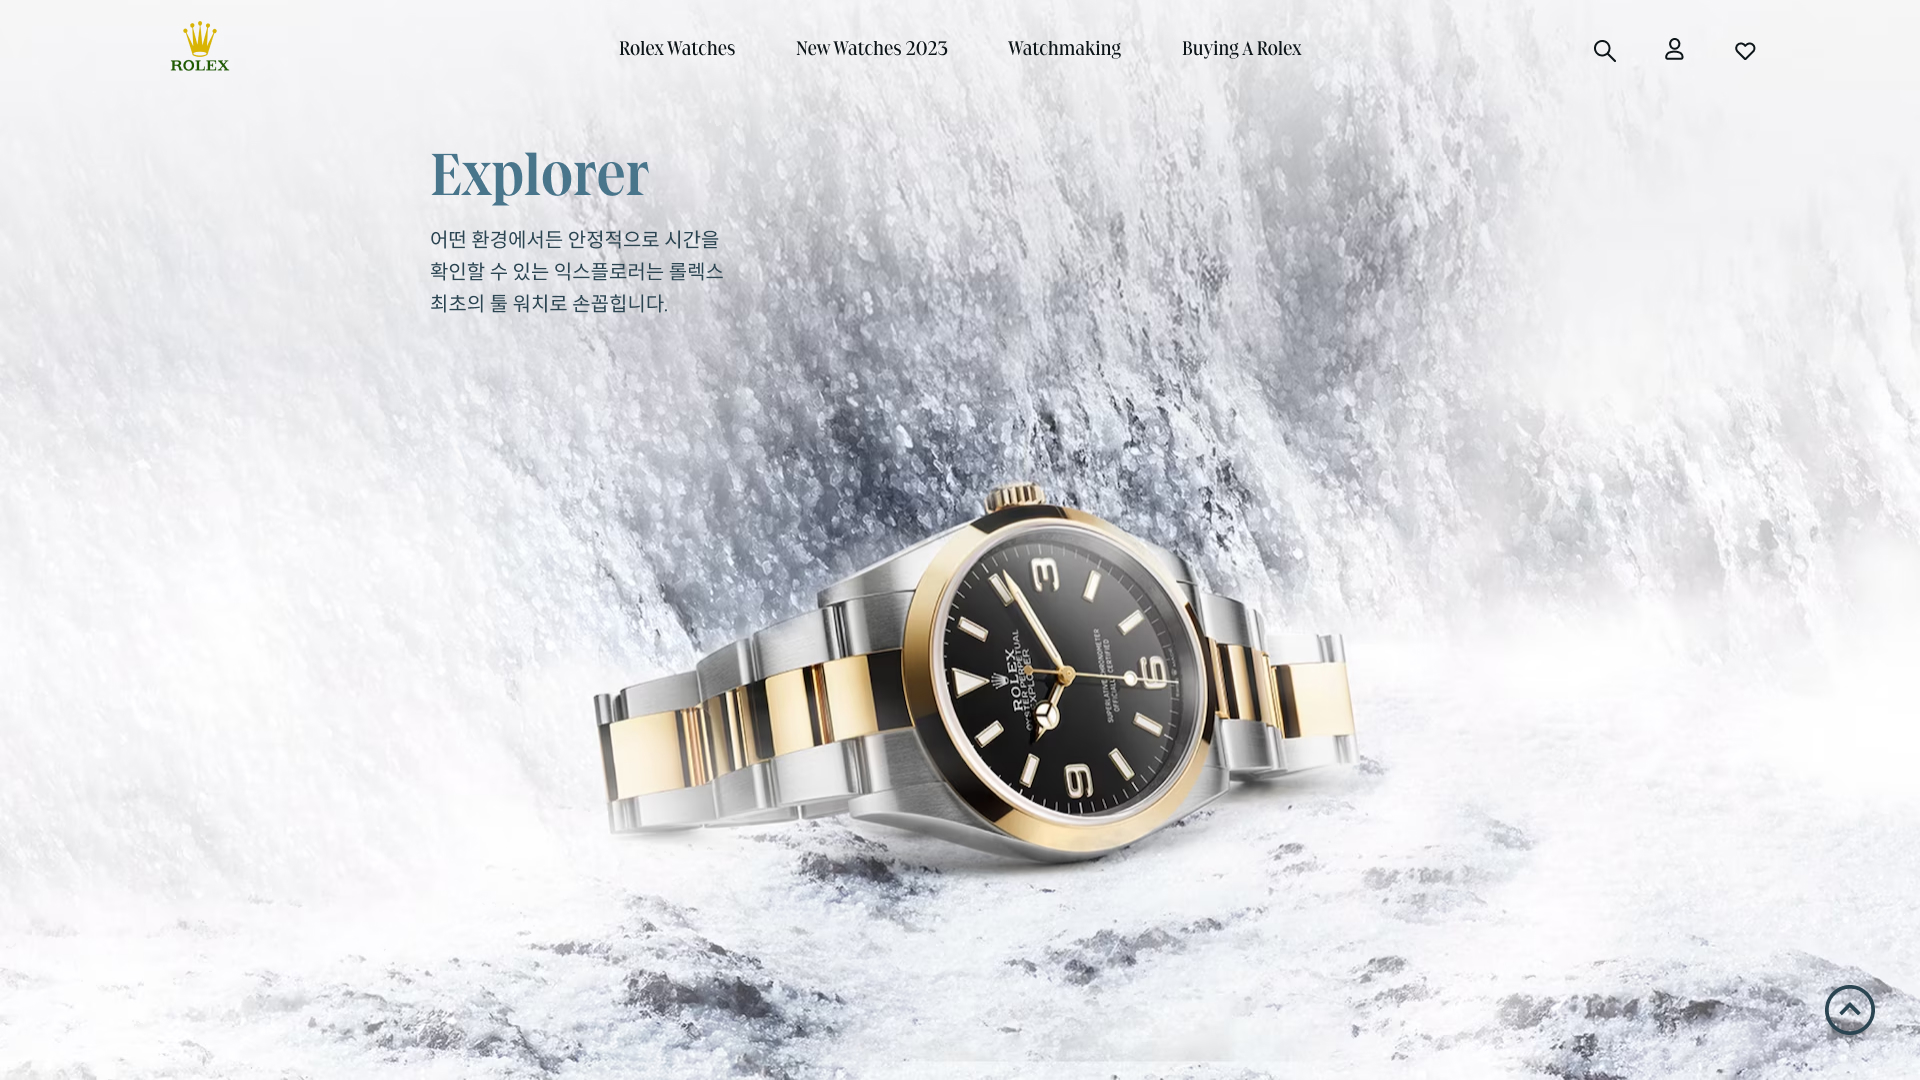 ROLEX
Rolex Watches
New Watches 2023
Watchmaking
Buying A Rolex
Explorer
어떤 환경에서든 안정적으로 시간을
확인할 수 있는 익스플로러는 롤렉스
최초의 툴 워치로 손꼽힙니다.
3
6
9
ROLEX
OYSTER PERPETUAL
EXPLORER
SUPERLATIVE CHRONOMETER
OFFICIALLY CERTIFIED